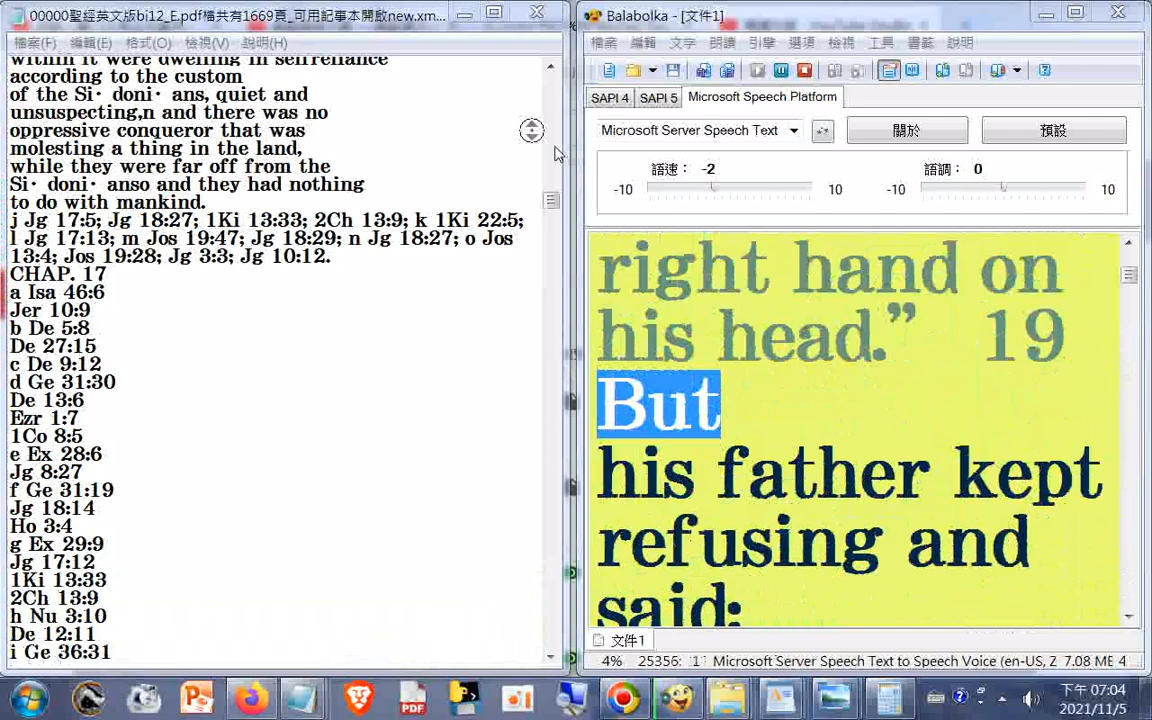 00000聖經英文版bi12_E.pdf檔共有1669頁_可用記事本開啟new.xm...
檔案(F) 編輯(E) 格式(O) 檢視(V) 說明(H)
within it were dwelling in selfreliance
according to the custom
of the Si· doni· ans, quiet and
unsuspecting,n and there was no
oppressive conqueror that was
molesting a thing in the land,
while they were far off from the
Si· doni· anso and they had nothing
to do with mankind.
j Jg 17:5; Jg 18:27; 1Ki 13:33; 2Ch 13:9; k 1Ki 22:5;
l Jg 17:13; m Jos 19:47; Jg 18:29; n Jg 18:27; o Jos
13:4; Jos 19:28; Jg 3:3; Jg 10:12.
CHAP. 17
a Isa 46:6
Jer 10:9
b De 5:8
De 27:15
c De 9:12
d Ge 31:30
De 13:6
Ezr 1:7
1Co 8:5
e Ex 28:6
Jg 8:27
f Ge 31:19
Jg 18:14
Ho 3:4
g Ex 29:9
Jg 17:12
1Ki 13:33
2Ch 13:9
h Nu 3:10
De 12:11
i Ge 36:31
Balabolka - [文件1]
檔案 編輯 文字 朗讀 引擎 選項 檢視 工具 書籤 說明
SAPI 4 SAPI 5 Microsoft Speech Platform
Microsoft Server Speech Text 關於 預設
語速: -2 語調: 0
-10 10 -10 10
right hand on
his head.” 19
But
his father kept
refusing and
said:
文件1
4% 25356: 1 Microsoft Server Speech Text to Speech Voice (en-US, Z 7.08 ME 4
PDF
下午 07:04
2021/11/5